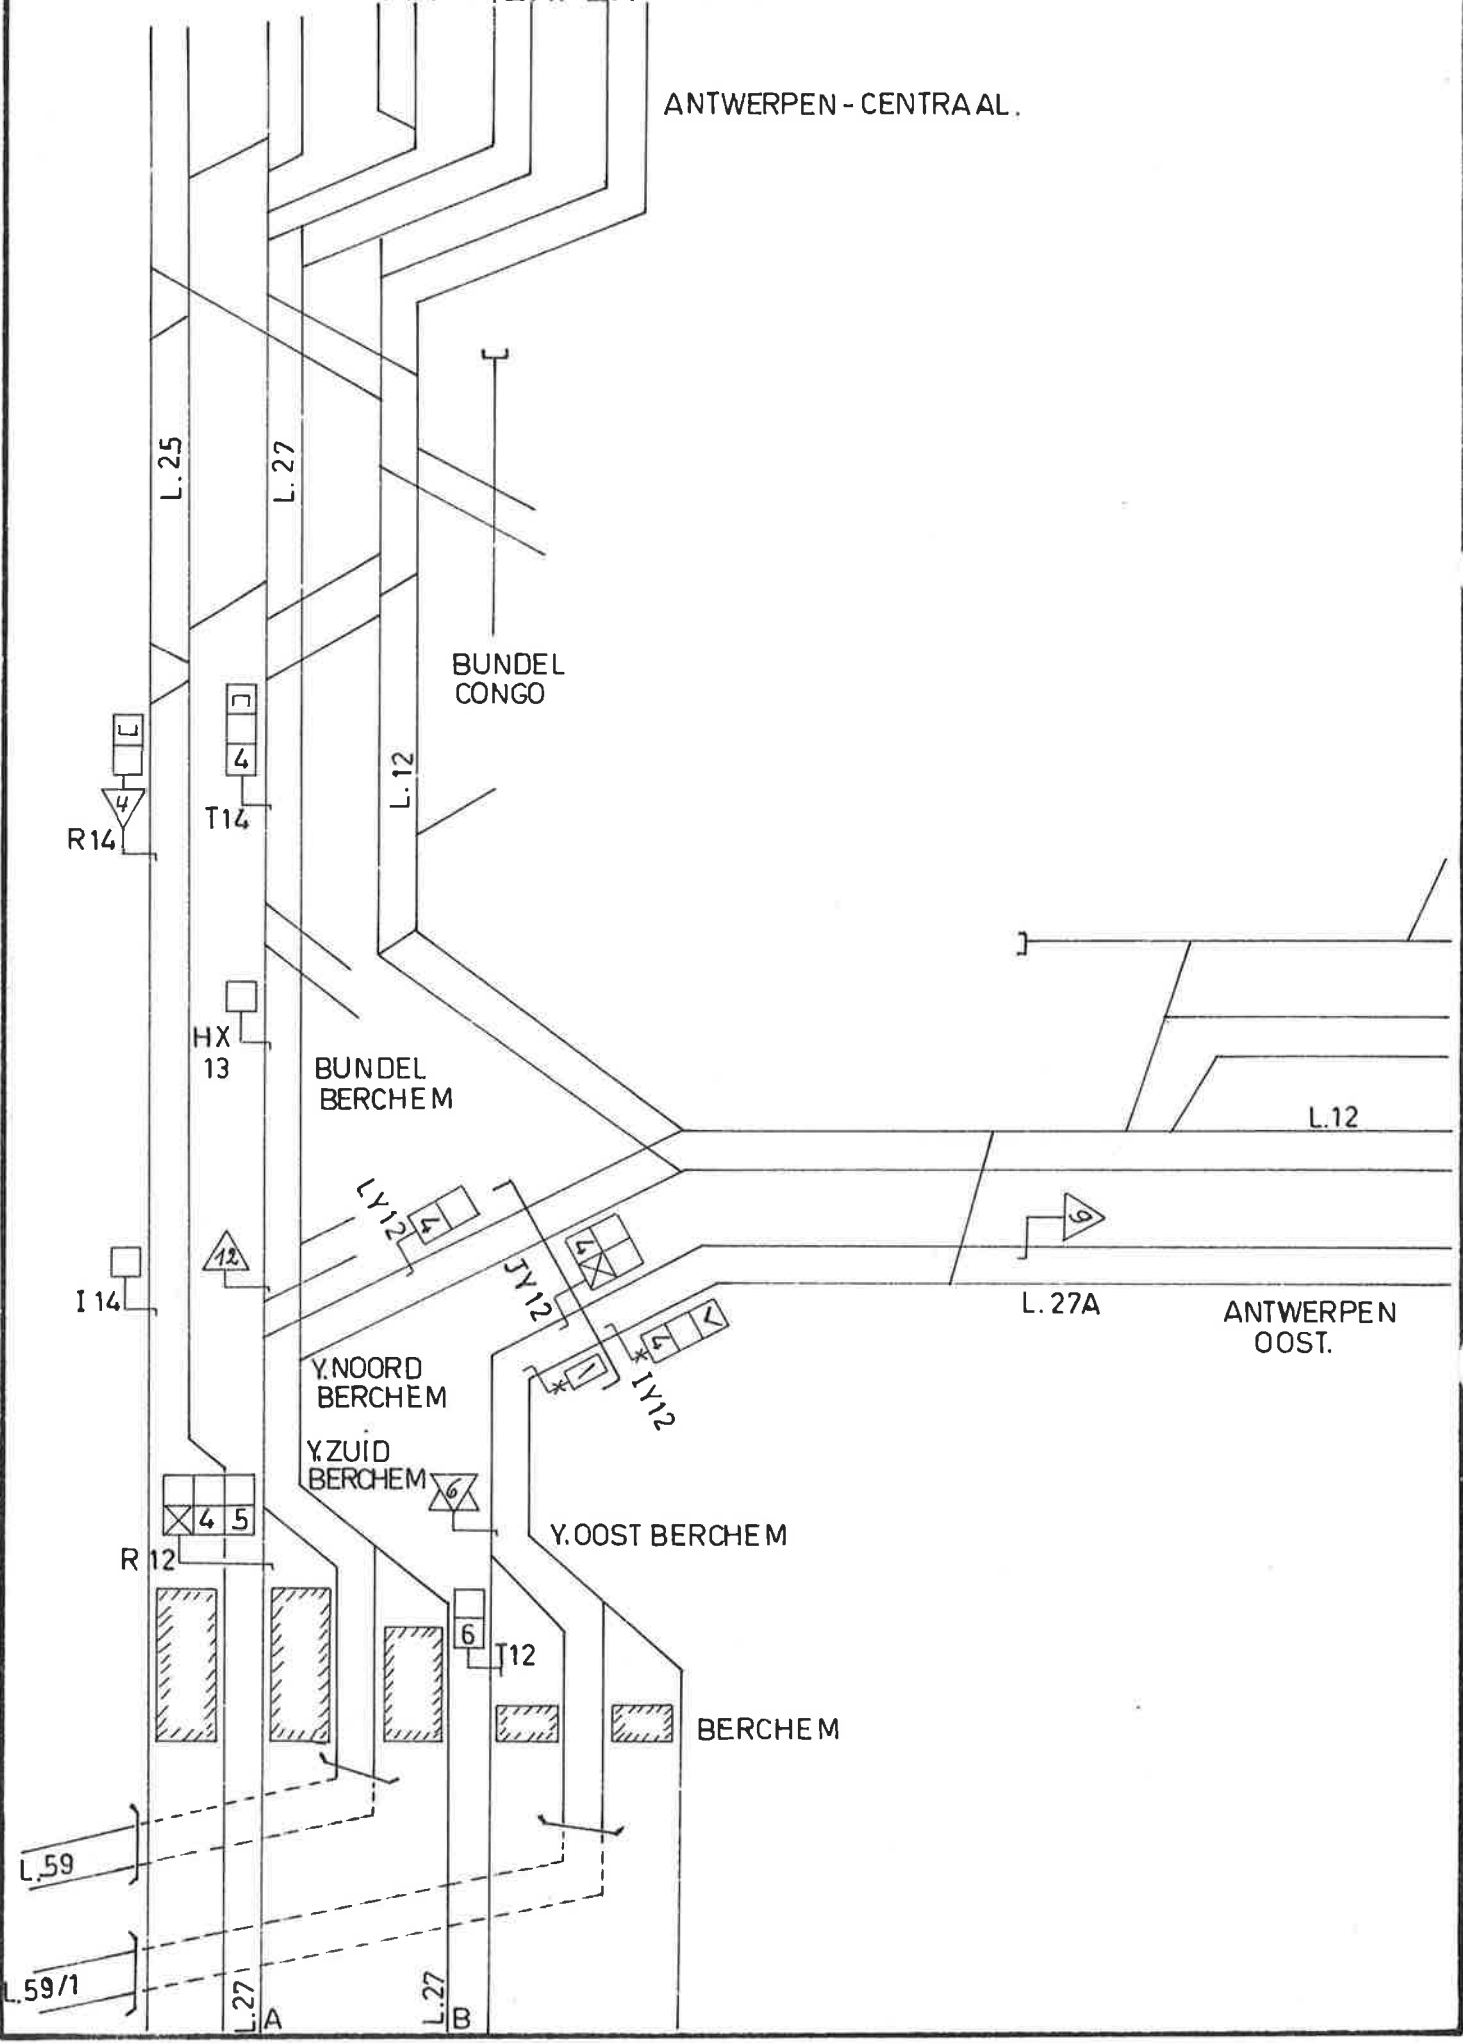 ANTWERPEN-CENTRAAL.
L.25
L.27
BUNDEL
CONGO
L.12
4
T14
4
R14
HX
13
BUNDEL
BERCHEM
L.12
LY12
4
9
4
JY12
12
I 14
L.27A
ANTWERPEN
OOST.
4
V
*
*
IY12
Y.NOORD
BERCHEM
Y.ZUID
BERCHEM
6
4 5
Y.OOST BERCHEM
R 12
6
T12
BERCHEM
L.59
L.59/1
L.27
A
L.27
B